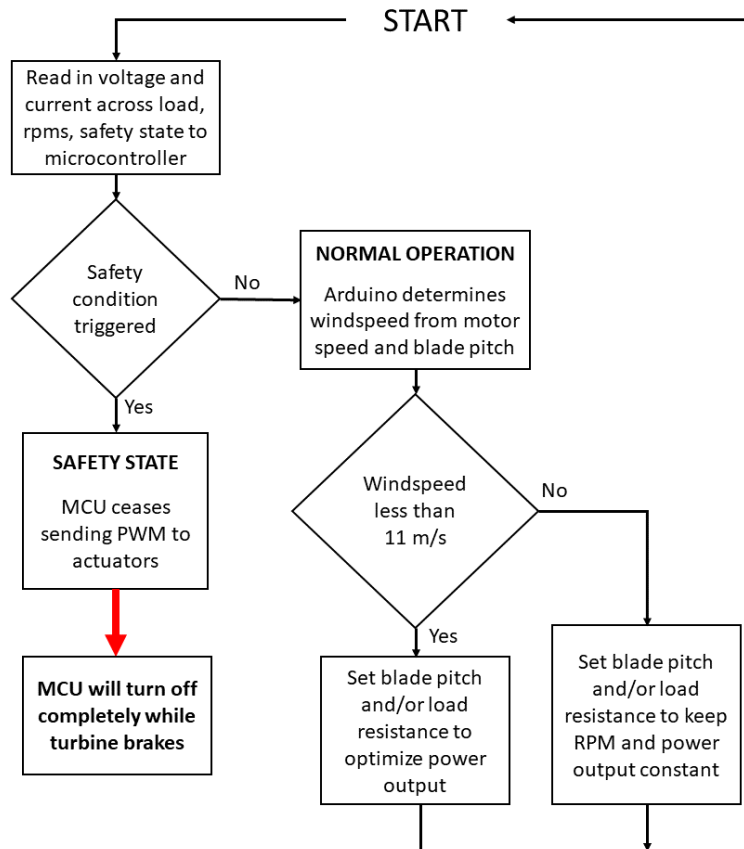 START
Read in voltage and
current across load,
rpms, safety state to
microcontroller
Safety
condition
triggered
No
NORMAL OPERATION
Arduino determines
windspeed from motor
speed and blade pitch
Yes
SAFETY STATE
MCU ceases
sending PWM to
actuators
Windspeed
less than
11 m/s
No
Yes
MCU will turn off
completely while
turbine brakes
Set blade pitch
and/or load
resistance to
optimize power
output
Set blade pitch
and/or load
resistance to keep
RPM and power
output constant